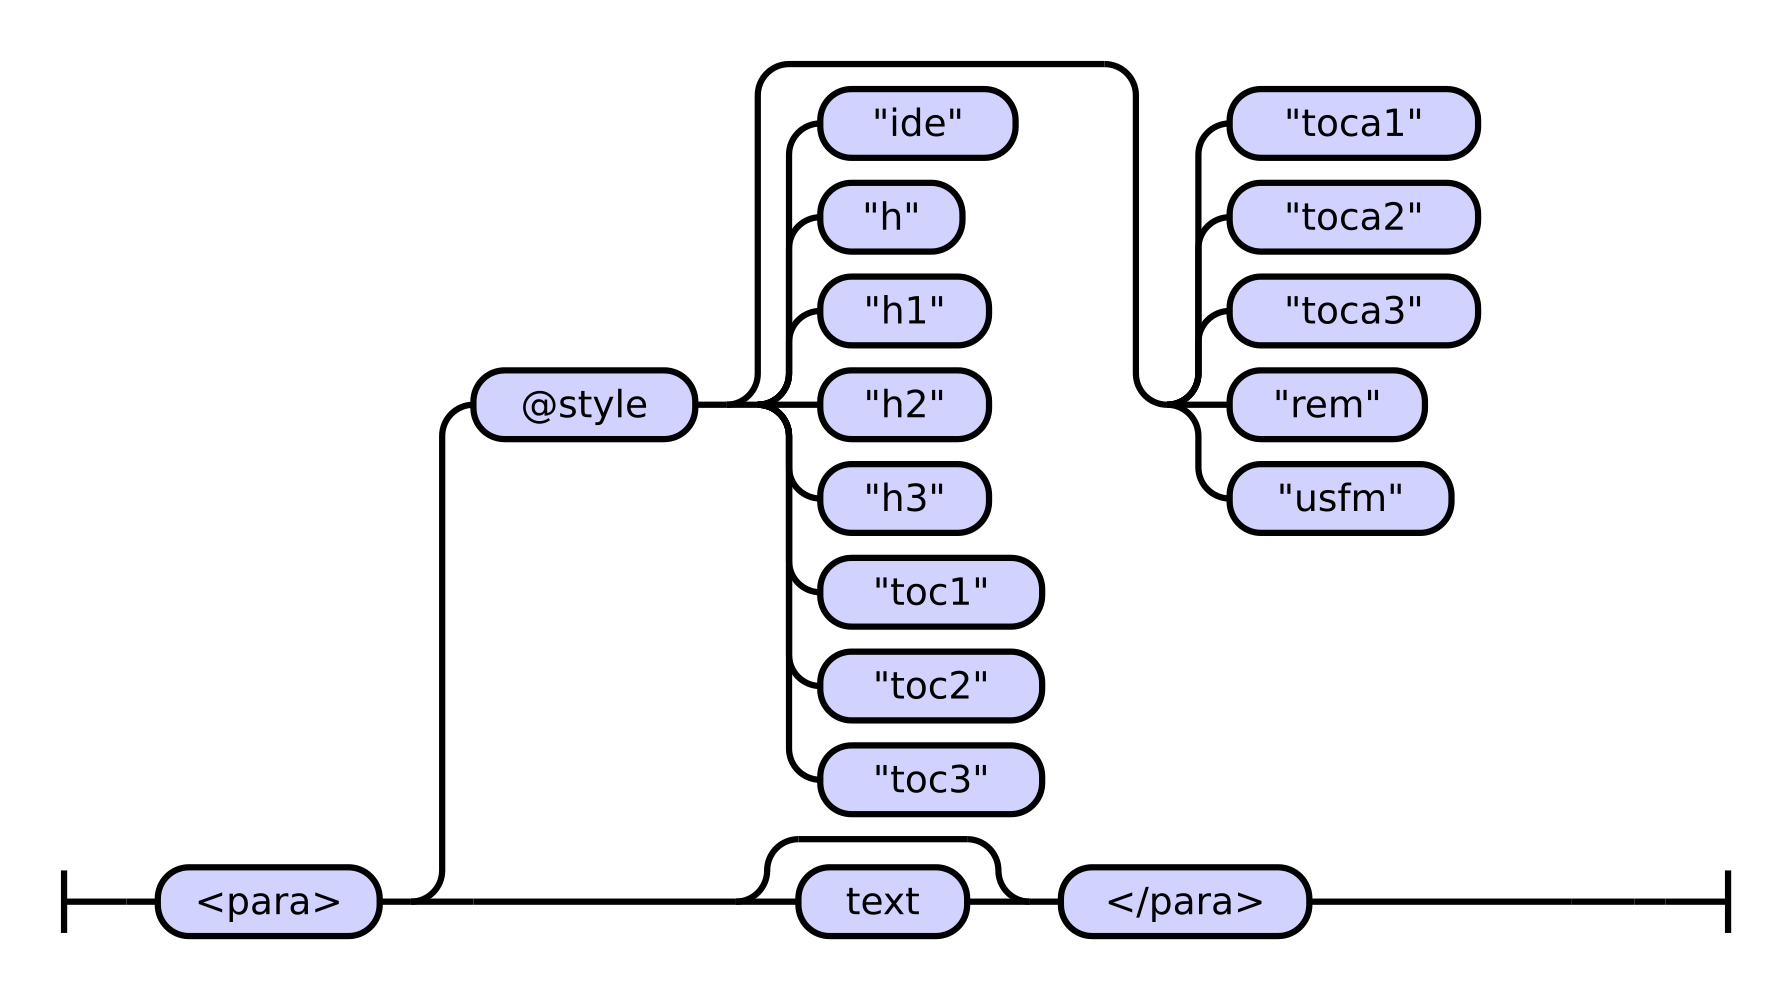 "ide"
"h"
"h1"
"h2"
"h3"
"toc1"
"toc2"
"toc3"
"toca1"
"toca2"
"toca3"
"rem"
"usfm"
@style
<para>
text
</para>